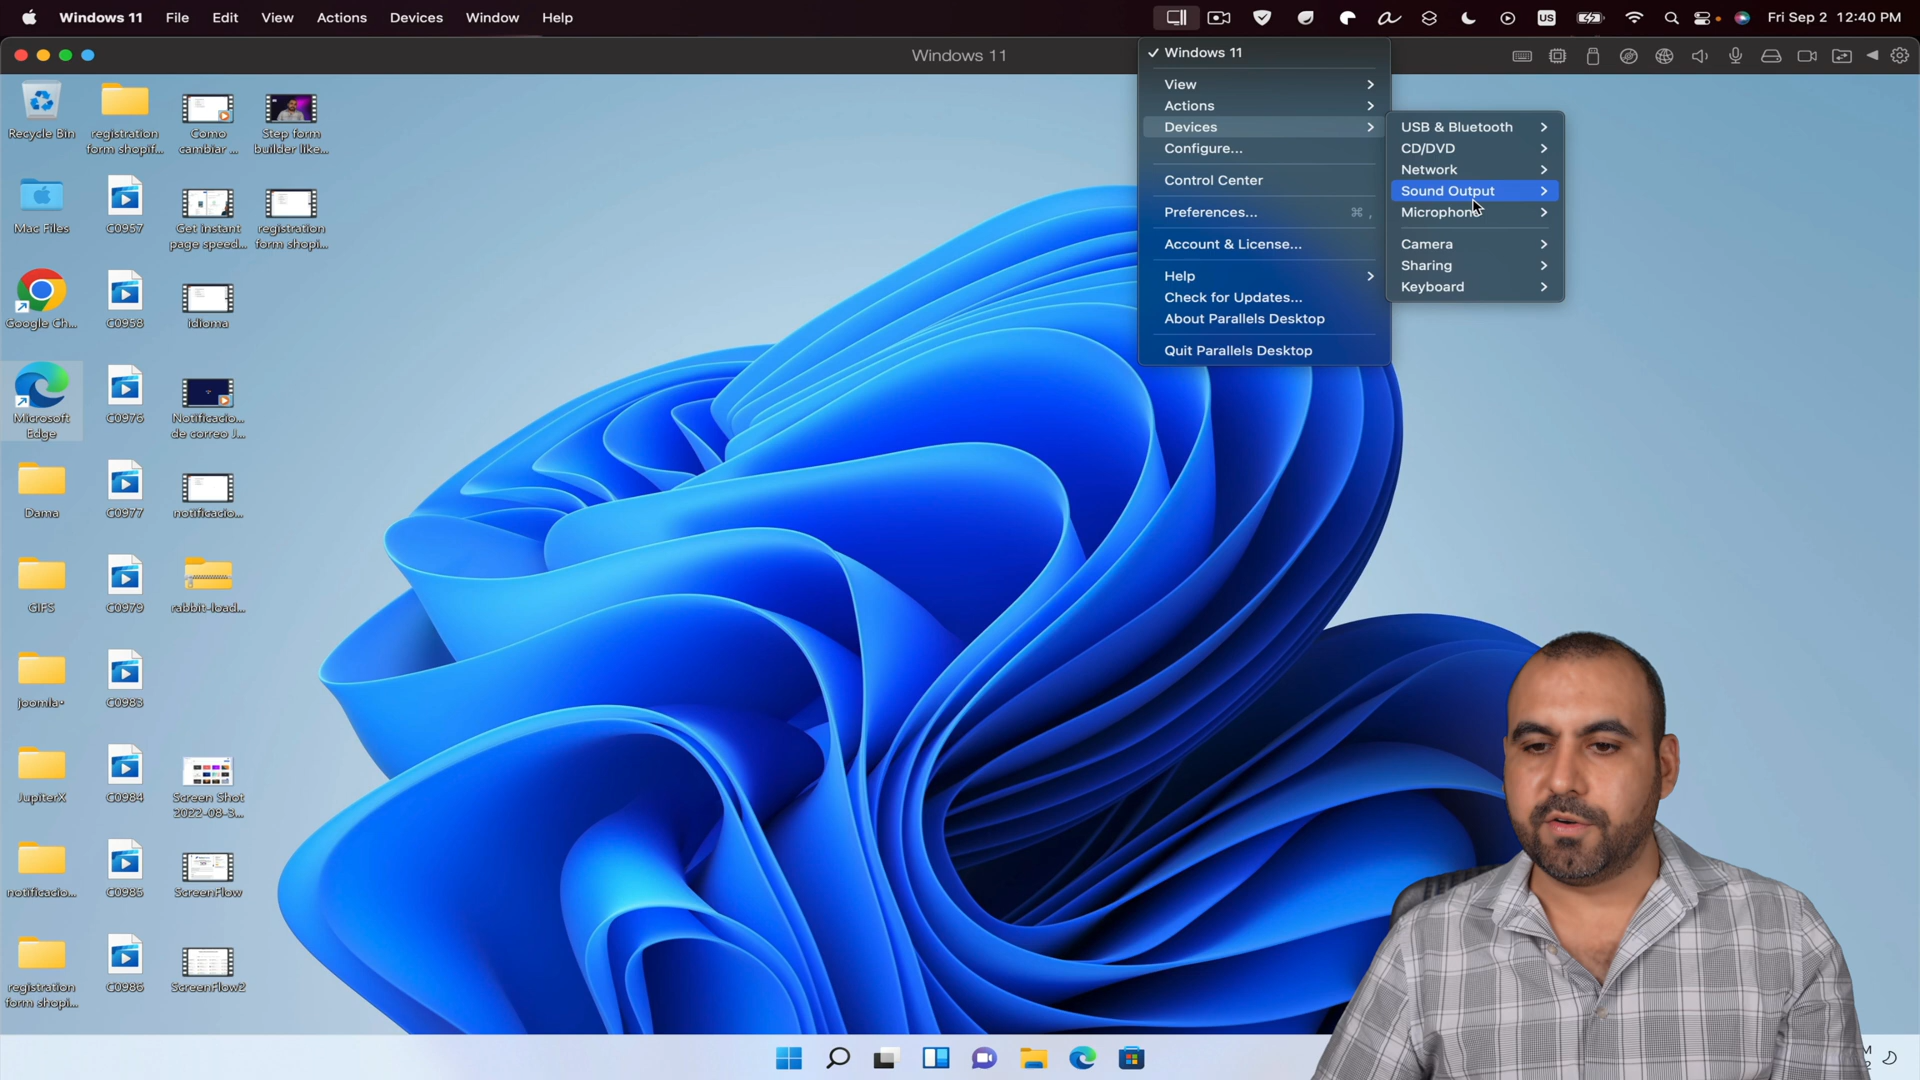 Windows 11 File Edit View Actions Devices Window Help US Fri Sep 2 12:40 PM
Windows 11
Windows 11
View
Actions
Devices
Configure...
Control Center
Preferences... ⌘ ,
Account & License...
Help
Check for Updates...
About Parallels Desktop
Quit Parallels Desktop
USB & Bluetooth
CD/DVD
Network
Sound Output
Microphone
Camera
Sharing
Keyboard
Recycle Bin
registration
form shopif...
Como
cambiar ...
Step form
builder like...
Mac Files
C0957
Get instant
page speed...
registration
form shopi...
Google Ch...
C0958
idioma
Microsoft
Edge
C0976
Notificacio...
de correo J...
Dama
C0977
notificacio...
GIFS
C0979
rabbit-load...
joomla
C0983
JupiterX
C0984
Screen Shot
2022-08-3...
notificacio...
C0985
ScreenFlow
registration
form shopi...
C0986
ScreenFlow2